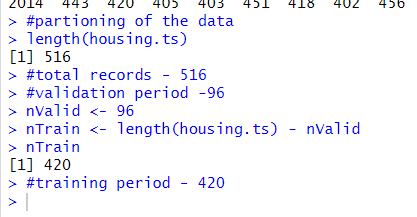 2014 443 420 405 403 451 418 402 456
> #partioning of the data
> length(housing.ts)
[1] 516
> #total records - 516
> #validation period -96
> nValid <- 96
> nTrain <- length(housing.ts) - nValid
> nTrain
[1] 420
> #training period - 420
>